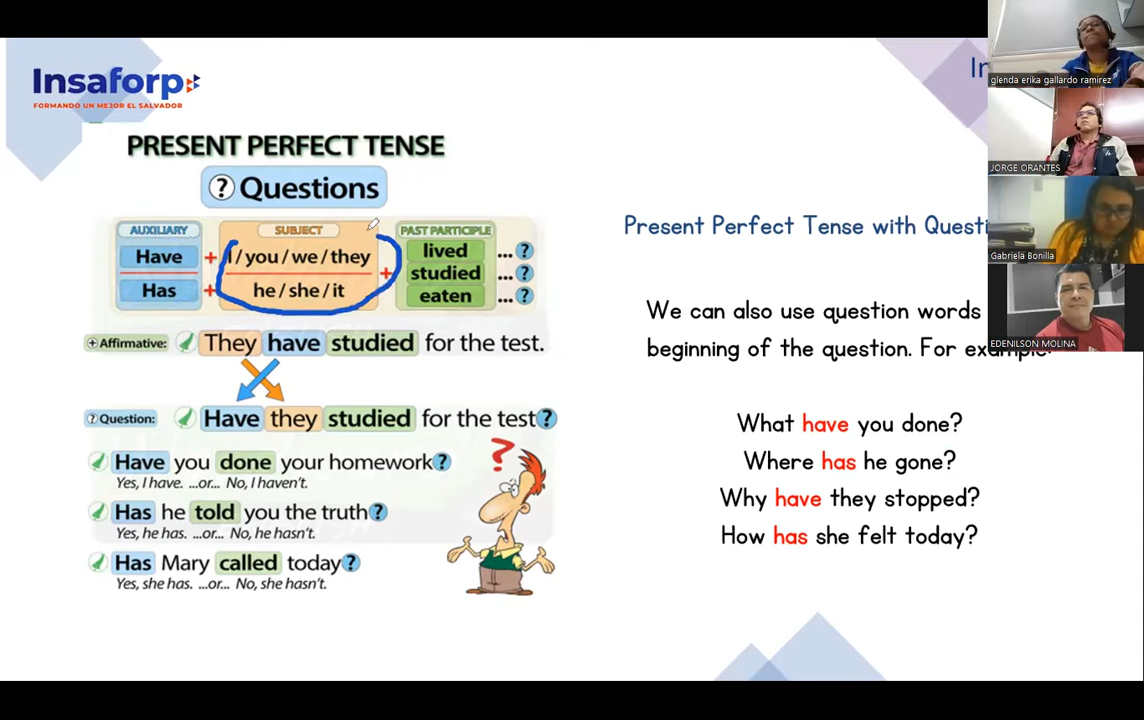 Insaforp
FORMANDO UN MEJOR EL SALVADOR
PRESENT PERFECT TENSE
? Questions
AUXILIARY SUBJECT PAST PARTICIPLE
Have + I / you / we / they lived ... ?
+ studied ... ?
Has + he / she / it eaten ... ?
+ Affirmative: They have studied for the test.
? Question: Have they studied for the test?
Have you done your homework?
Yes, I have. ...or... No, I haven't.
Has he told you the truth?
Yes, he has. ...or... No, he hasn't.
Has Mary called today?
Yes, she has. ...or... No, she hasn't.
?
In
Present Perfect Tense with Questi
We can also use question words
beginning of the question. For example:
What have you done?
Where has he gone?
Why have they stopped?
How has she felt today?
glenda erika gallardo ramirez
JORGE ORANTES
Gabriela Bonilla
EDENILSON MOLINA